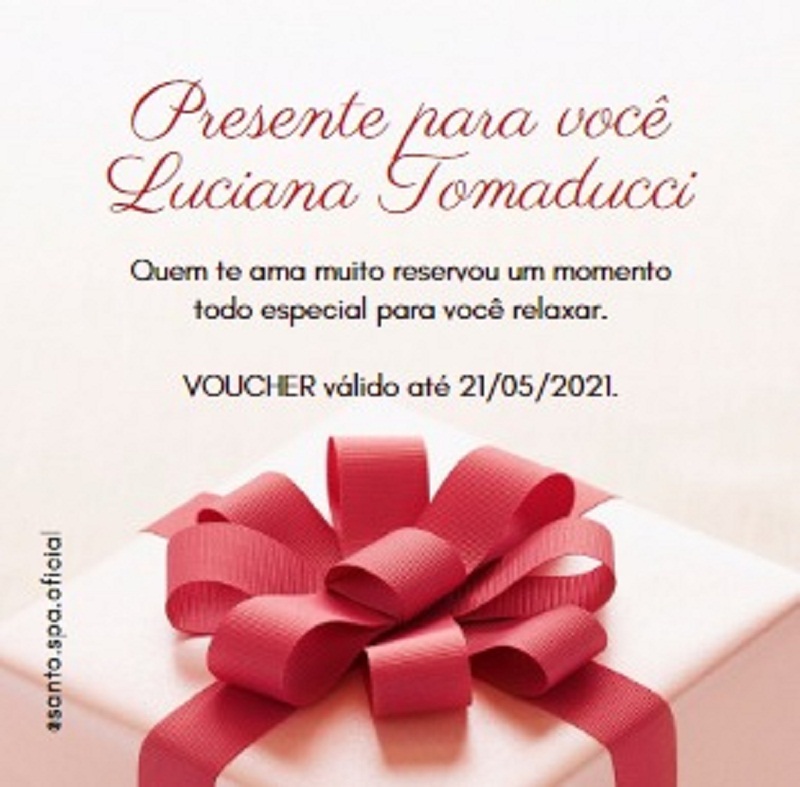 Presente para você
Luciana Tomaducci
Quem te ama muito reservou um momento
todo especial para você relaxar.
VOUCHER válido até 21/05/2021.
@santo.spa.oficial